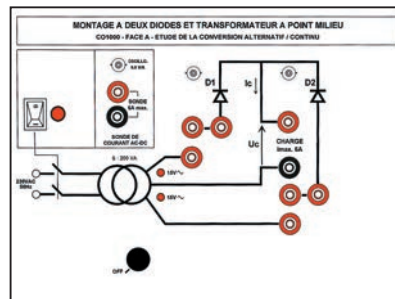 MONTAGE A DEUX DIODES ET TRANSFORMATEUR A POINT MILIEU
CO1000 - FACE A - ETUDE DE LA CONVERSION ALTERNATIF / CONTINU
OSCILLO.
SONDE
6A max.
SONDE DE
COURANT AC-DC
D1
Ic
D2
CHARGE
Imax. 6A
Uc
S : 200 VA
230VAC
50Hz
15V~
15V~
OFF